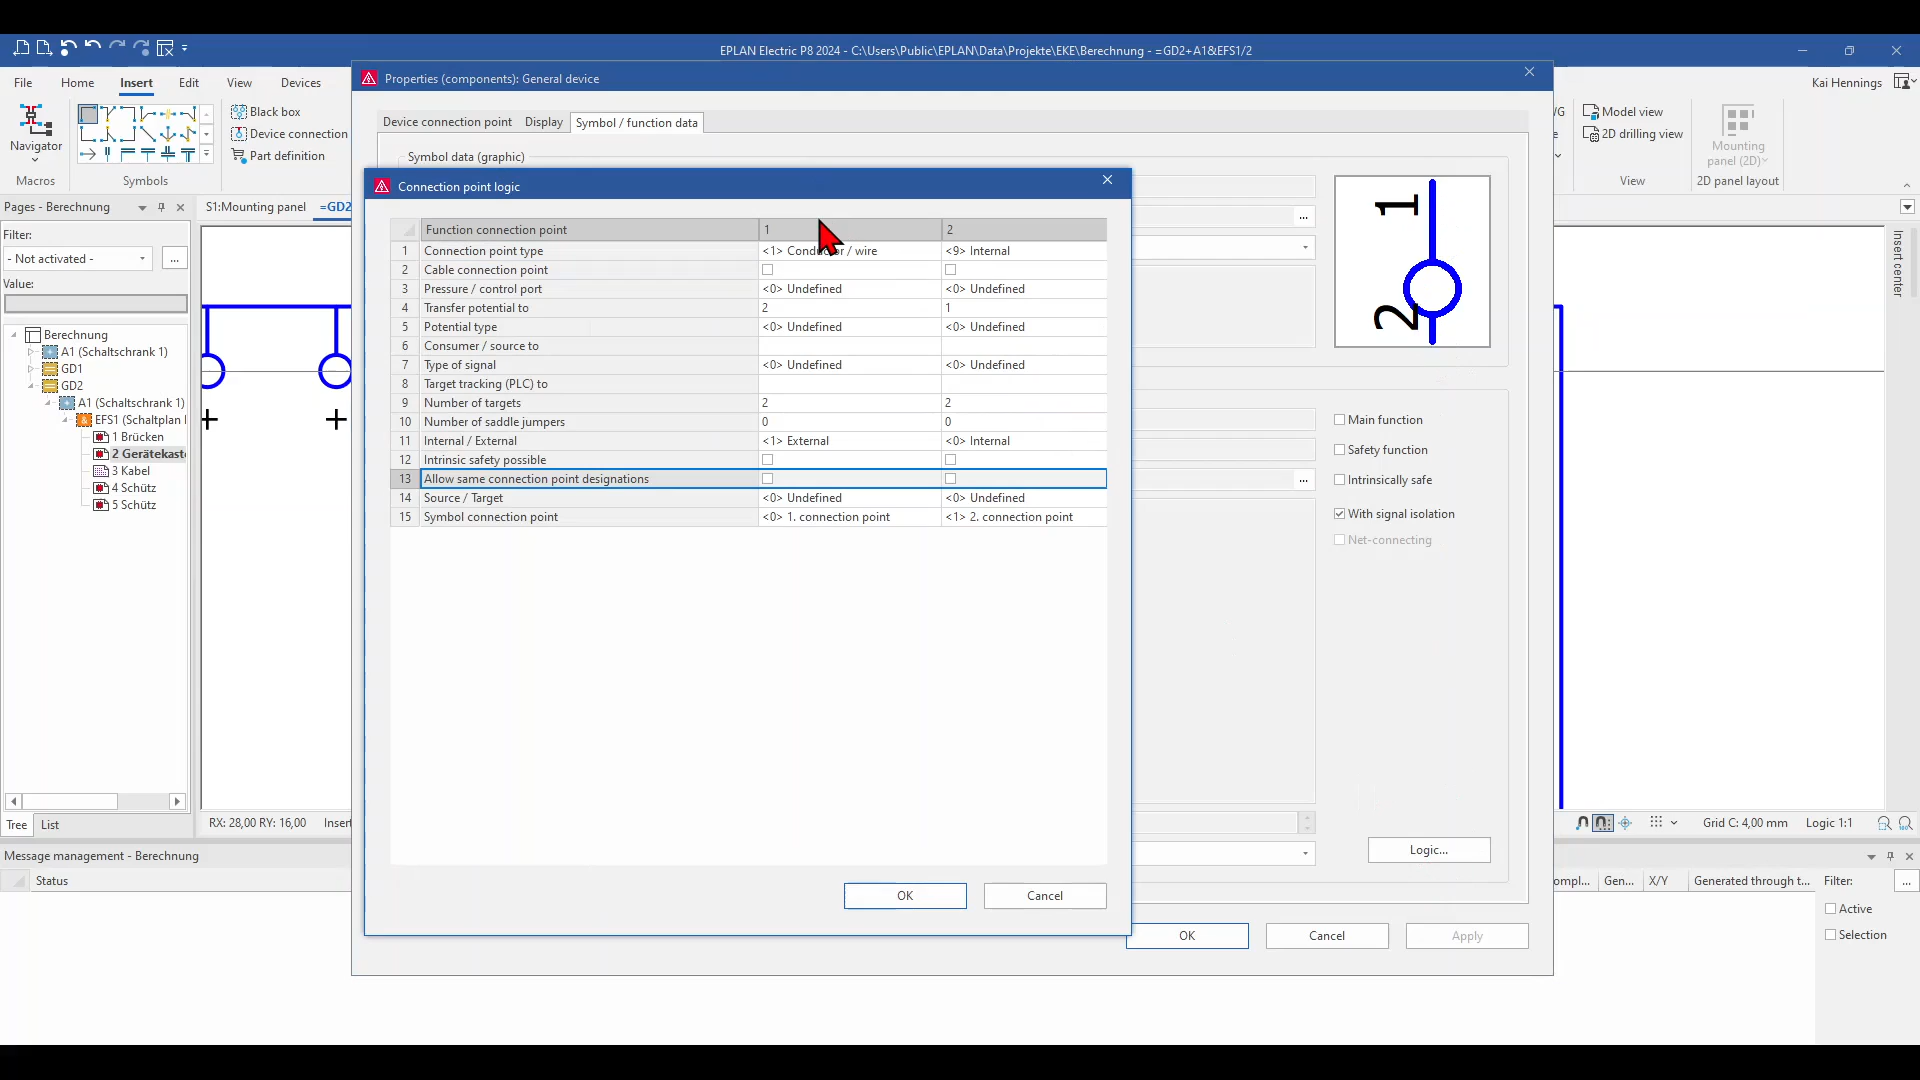 EPLAN Electric P8 2024 - C:\Users\Public\EPLAN\Data\Projekte\EKE\Berechnung - =GD2+A1&EFS1/2
File Home Insert Edit View Devices
Kai Hennings
Navigator
Macros
Symbols
Black box
Device connection
Part definition
Model view
2D drilling view
View
Mounting panel (2D)
2D panel layout
Pages - Berechnung
S1:Mounting panel
=GD2
Filter:
- Not activated -
...
Value:
Berechnung
A1 (Schaltschrank 1)
GD1
GD2
A1 (Schaltschrank 1)
EFS1 (Schaltplan
1 Brücken
2 Gerätekast
3 Kabel
4 Schütz
5 Schütz
Tree List
RX: 28,00 RY: 16,00
Insert
Properties (components): General device
Device connection point Display Symbol / function data
Symbol data (graphic)
...
1
2
Main function
Safety function
Intrinsically safe
With signal isolation
Net-connecting
...
Logic...
OK Cancel Apply
Connection point logic
Function connection point 1 2
1 Connection point type <1> Conductor / wire <9> Internal
2 Cable connection point
3 Pressure / control port <0> Undefined <0> Undefined
4 Transfer potential to 2 1
5 Potential type <0> Undefined <0> Undefined
6 Consumer / source to
7 Type of signal <0> Undefined <0> Undefined
8 Target tracking (PLC) to
9 Number of targets 2 2
10 Number of saddle jumpers 0 0
11 Internal / External <1> External <0> Internal
12 Intrinsic safety possible
13 Allow same connection point designations
14 Source / Target <0> Undefined <0> Undefined
15 Symbol connection point <0> 1. connection point <1> 2. connection point
OK Cancel
Insert center
Grid C: 4,00 mm Logic 1:1
Message management - Berechnung
Status
ompl... Gen... X/Y Generated through t... Filter: ...
Active
Selection